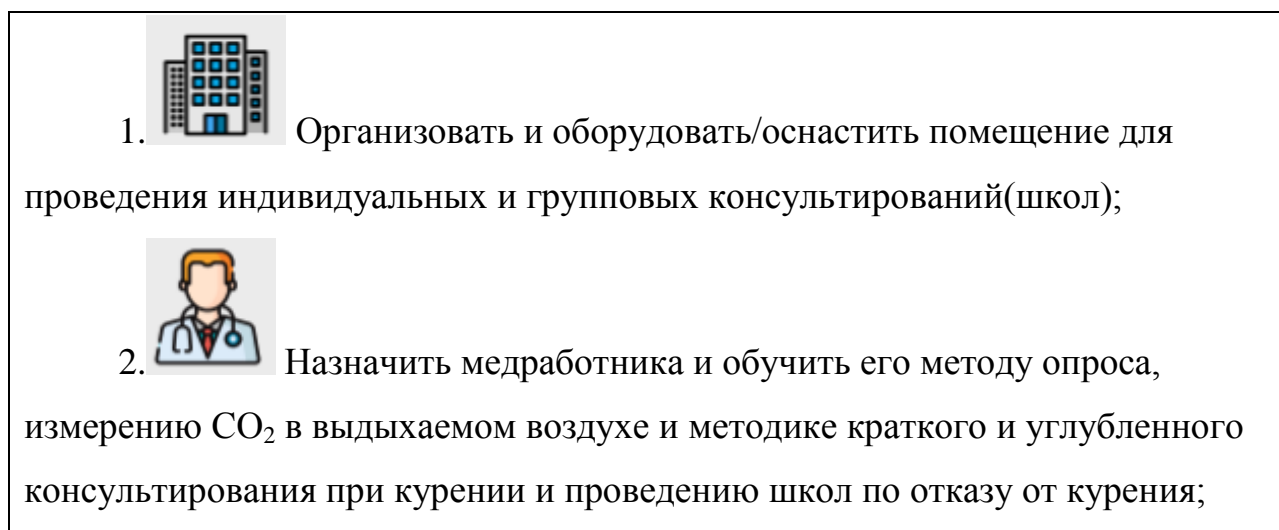 1. Организовать и оборудовать/оснастить помещение для
проведения индивидуальных и групповых консультирований(школ);
2. Назначить медработника и обучить его методу опроса,
измерению CO₂ в выдыхаемом воздухе и методике краткого и углубленного
консультирования при курении и проведению школ по отказу от курения;